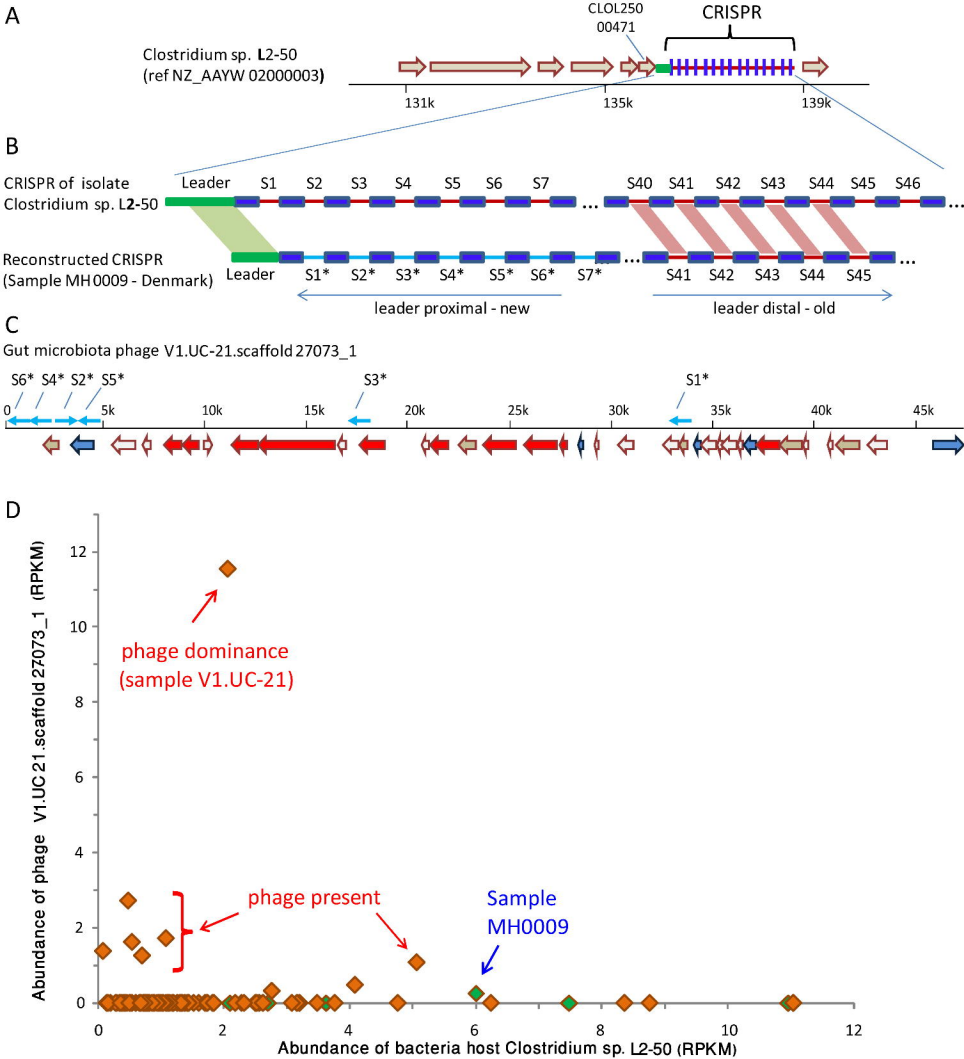 A
CLOL250
00471
CRISPR
Clostridium sp. L2-50
(ref NZ_AAYW 02000003)
131k 135k 139k
B
CRISPR of isolate
Clostridium sp. L2-50
Leader S1 S2 S3 S4 S5 S6 S7 ... S40 S41 S42 S43 S44 S45 S46 ...
Reconstructed CRISPR
(Sample MH0009 - Denmark)
Leader S1* S2* S3* S4* S5* S6* S7* ... S41 S42 S43 S44 S45 ...
leader proximal - new
leader distal - old
C
Gut microbiota phage V1.UC-21.scaffold 27073_1
S6* S4* S2* S5* S3* S1*
0 5k 10k 15k 20k 25k 30k 35k 40k 45k
D
Abundance of phage V1.UC 21.scaffold 27073_1 (RPKM)
12
10
8
6
4
2
0
phage dominance
(sample V1.UC-21)
phage present
Sample
MH0009
0 2 4 6 8 10 12
Abundance of bacteria host Clostridium sp. L2-50 (RPKM)